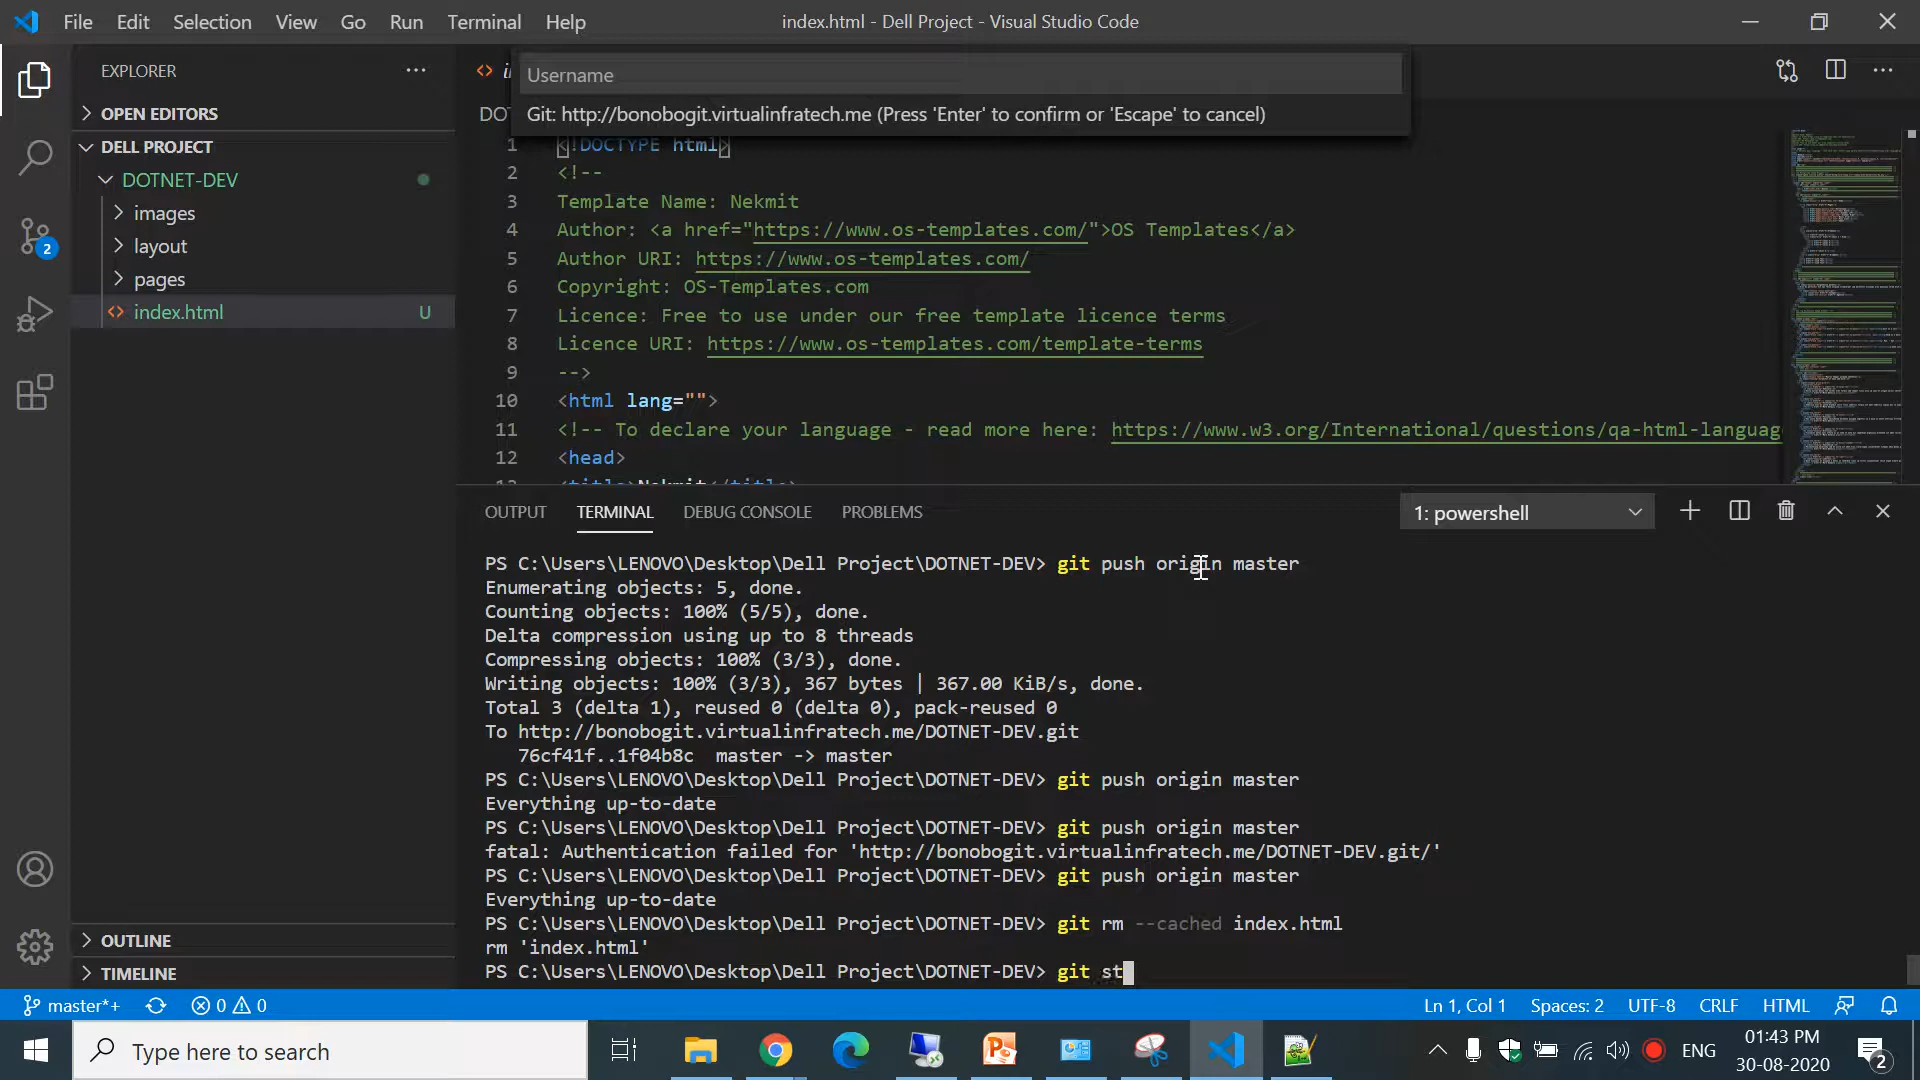 File Edit Selection View Go Run Terminal Help
index.html - Dell Project - Visual Studio Code
EXPLORER
OPEN EDITORS
DELL PROJECT
DOTNET-DEV
images
layout
pages
index.html U
OUTLINE
TIMELINE
2
Username
Git: http://bonobogit.virtualinfratech.me (Press 'Enter' to confirm or 'Escape' to cancel)
1 <!DOCTYPE html>
2 <!--
3 Template Name: Nekmit
4 Author: <a href="https://www.os-templates.com/">OS Templates</a>
5 Author URI: https://www.os-templates.com/
6 Copyright: OS-Templates.com
7 Licence: Free to use under our free template licence terms
8 Licence URI: https://www.os-templates.com/template-terms
9 -->
10 <html lang="">
11 <!-- To declare your language - read more here: https://www.w3.org/International/questions/qa-html-languag
12 <head>
OUTPUT TERMINAL DEBUG CONSOLE PROBLEMS
1: powershell
PS C:\Users\LENOVO\Desktop\Dell Project\DOTNET-DEV> git push origin master
Enumerating objects: 5, done.
Counting objects: 100% (5/5), done.
Delta compression using up to 8 threads
Compressing objects: 100% (3/3), done.
Writing objects: 100% (3/3), 367 bytes | 367.00 KiB/s, done.
Total 3 (delta 1), reused 0 (delta 0), pack-reused 0
To http://bonobogit.virtualinfratech.me/DOTNET-DEV.git
76cf41f..1f04b8c master -> master
PS C:\Users\LENOVO\Desktop\Dell Project\DOTNET-DEV> git push origin master
Everything up-to-date
PS C:\Users\LENOVO\Desktop\Dell Project\DOTNET-DEV> git push origin master
fatal: Authentication failed for 'http://bonobogit.virtualinfratech.me/DOTNET-DEV.git/'
PS C:\Users\LENOVO\Desktop\Dell Project\DOTNET-DEV> git push origin master
Everything up-to-date
PS C:\Users\LENOVO\Desktop\Dell Project\DOTNET-DEV> git rm --cached index.html
rm 'index.html'
PS C:\Users\LENOVO\Desktop\Dell Project\DOTNET-DEV> git st
master*+ 0 0
Ln 1, Col 1 Spaces: 2 UTF-8 CRLF HTML
Type here to search
ENG
01:43 PM
30-08-2020
2